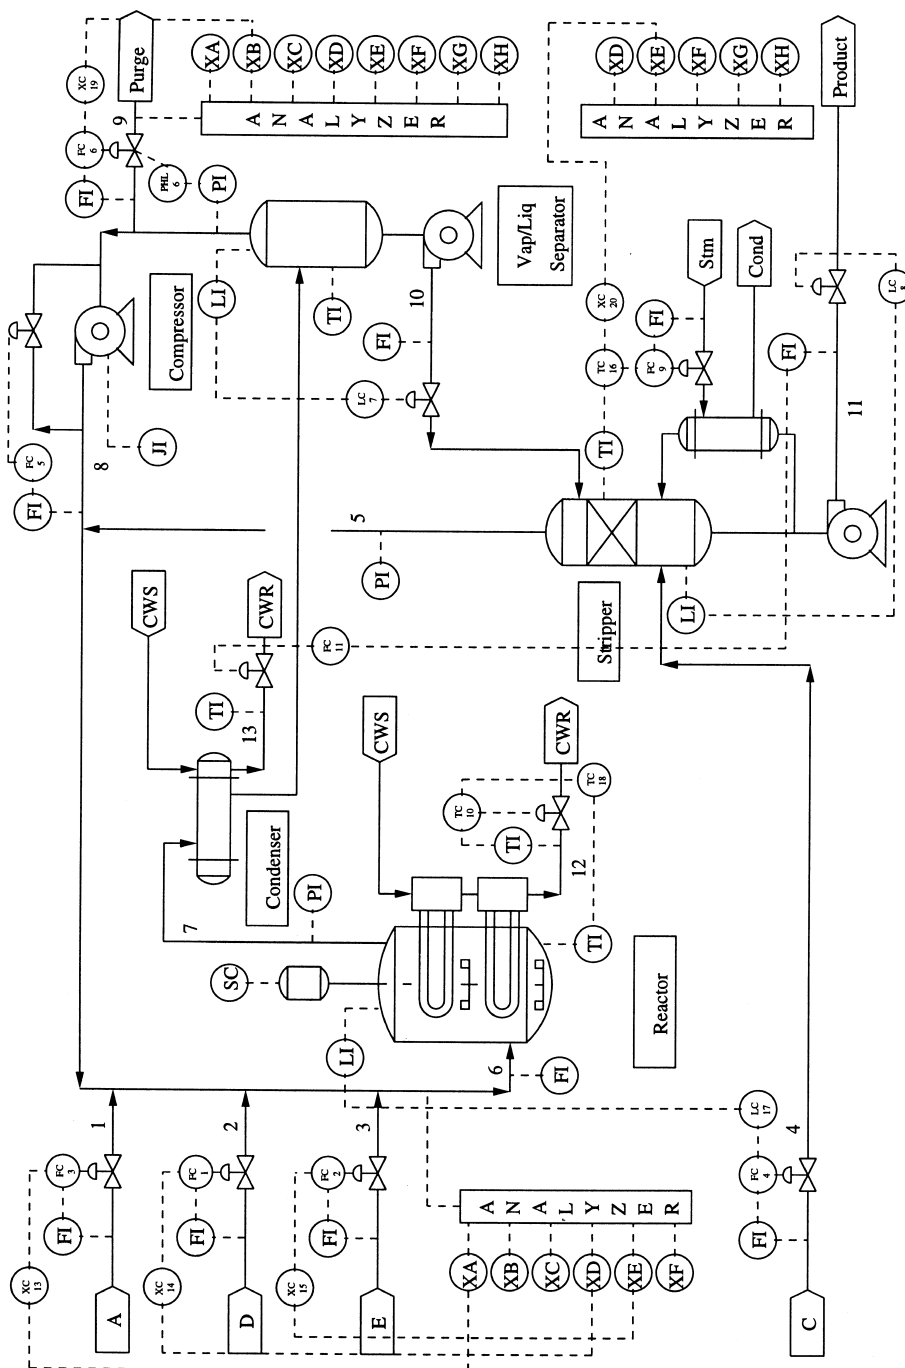 XC
13
FI
FC
3
A
1
XC
14
FI
FC
1
D
2
XC
15
FI
FC
2
E
3
8
FI
FC
5
JI
Compressor
FI
FC
6
XC
19
9
Purge
PHL
6
PI
ANALYZER
XA
XB
XC
XD
XE
XF
XG
XH
CWS
CWR
TI
13
FC
11
Condenser
7
PI
SC
LI
6
FI
Reactor
TI
CWS
CWR
TC
10
TI
TC
18
12
LI
TI
LC
7
FI
10
Vap/Liq
Separator
5
PI
TI
TC
16
XC
20
FC
9
FI
Stm
Cond
Stripper
LI
ANALYZER
XD
XE
XF
XG
XH
FI
LC
8
11
Product
ANALYZER
XA
XB
XC
XD
XE
XF
LC
17
FI
FC
4
C
4